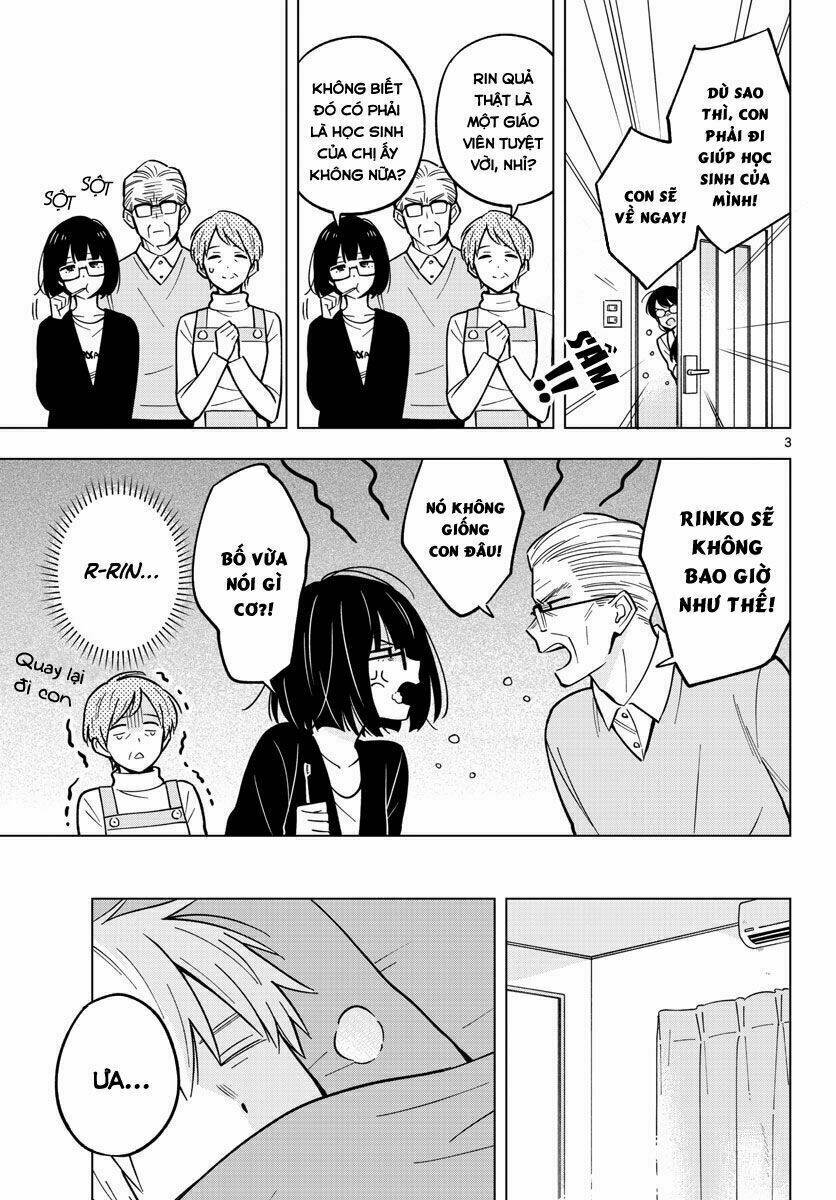 DÙ SAO
THÌ, CON
PHẢI ĐI
GIÚP HỌC
SINH CỦA
MÌNH!
CON SẼ
VỀ NGAY!
SẦM
!!
RIN QUẢ
THẬT LÀ
MỘT GIÁO
VIÊN TUYỆT
VỜI, NHỈ?
KHÔNG BIẾT
ĐÓ CÓ PHẢI
LÀ HỌC SINH
CỦA CHỊ ẤY
KHÔNG NỮA?
SỘT
SỘT
3
RINKO SẼ
KHÔNG
BAO GIỜ
NHƯ THẾ!
NÓ KHÔNG
GIỐNG
CON ĐÂU!
BỐ VỪA
NÓI GÌ
CƠ?!
R-RIN...
Quay lại
đi con
ƯA...